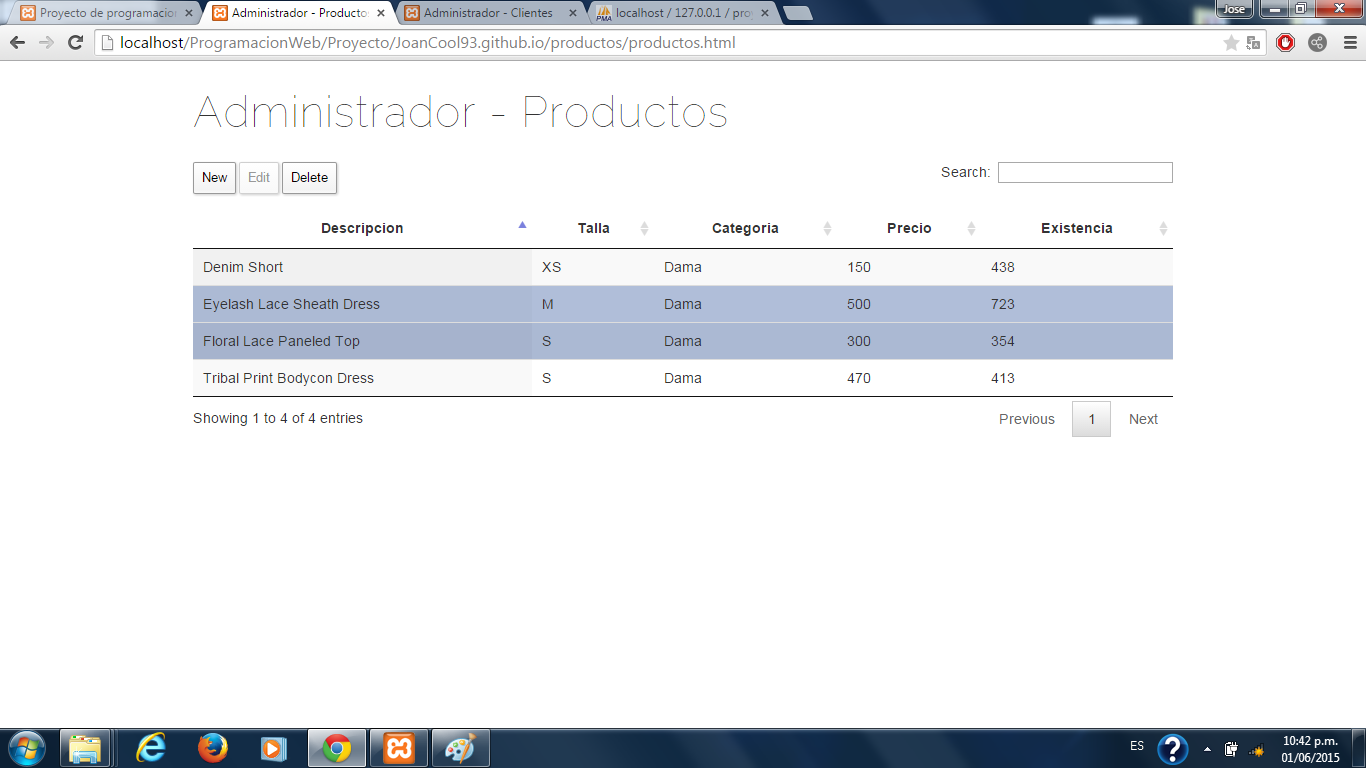 Proyecto de programacion
Administrador - Productos
Administrador - Clientes
localhost / 127.0.0.1 / pro
Jose
localhost/ProgramacionWeb/Proyecto/JoanCool93.github.io/productos/productos.html
Administrador - Productos
New Edit Delete
Search:
Descripcion Talla Categoria Precio Existencia
Denim Short XS Dama 150 438
Eyelash Lace Sheath Dress M Dama 500 723
Floral Lace Paneled Top S Dama 300 354
Tribal Print Bodycon Dress S Dama 470 413
Showing 1 to 4 of 4 entries
Previous 1 Next
ES
10:42 p.m.
01/06/2015